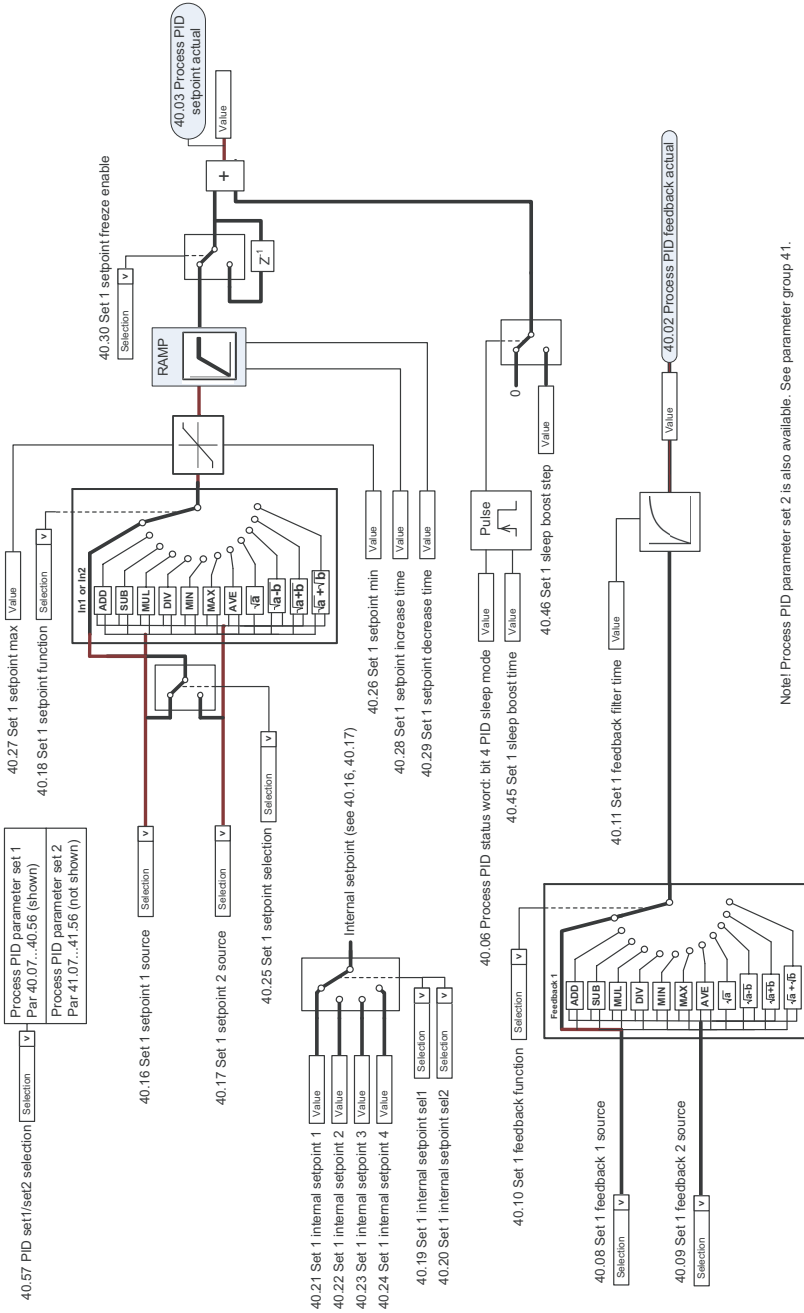 40.57 PID set1/set2 selection
Selection
v
Process PID parameter set 1
Par 40.07...40.56 (shown)
Process PID parameter set 2
Par 41.07...41.56 (not shown)
40.27 Set 1 setpoint max
Value
40.18 Set 1 setpoint function
Selection
v
40.16 Set 1 setpoint 1 source
Selection
v
40.17 Set 1 setpoint 2 source
Selection
v
40.25 Set 1 setpoint selection
Selection
v
In1 or In2
ADD
SUB
MUL
DIV
MIN
MAX
AVE
√a
√a-b
√a+b
√a +√b
RAMP
40.30 Set 1 setpoint freeze enable
Selection
v
Z-1
+
Value
40.03 Process PID
setpoint actual
40.26 Set 1 setpoint min
Value
40.28 Set 1 setpoint increase time
Value
40.29 Set 1 setpoint decrease time
Value
40.21 Set 1 internal setpoint 1
Value
40.22 Set 1 internal setpoint 2
Value
40.23 Set 1 internal setpoint 3
Value
40.24 Set 1 internal setpoint 4
Value
Internal setpoint (see 40.16, 40.17)
40.19 Set 1 internal setpoint sel1
Selection
v
40.20 Set 1 internal setpoint sel2
Selection
v
40.06 Process PID status word: bit 4 PID sleep mode
Value
40.45 Set 1 sleep boost time
Value
Pulse
0
40.46 Set 1 sleep boost step
Value
40.10 Set 1 feedback function
Selection
v
40.08 Set 1 feedback 1 source
Selection
v
40.09 Set 1 feedback 2 source
Selection
v
Feedback 1
ADD
SUB
MUL
DIV
MIN
MAX
AVE
√a
√a-b
√a+b
√a +√b
40.11 Set 1 feedback filter time
Value
Value
40.02 Process PID feedback actual
Note! Process PID parameter set 2 is also available. See parameter group 41.